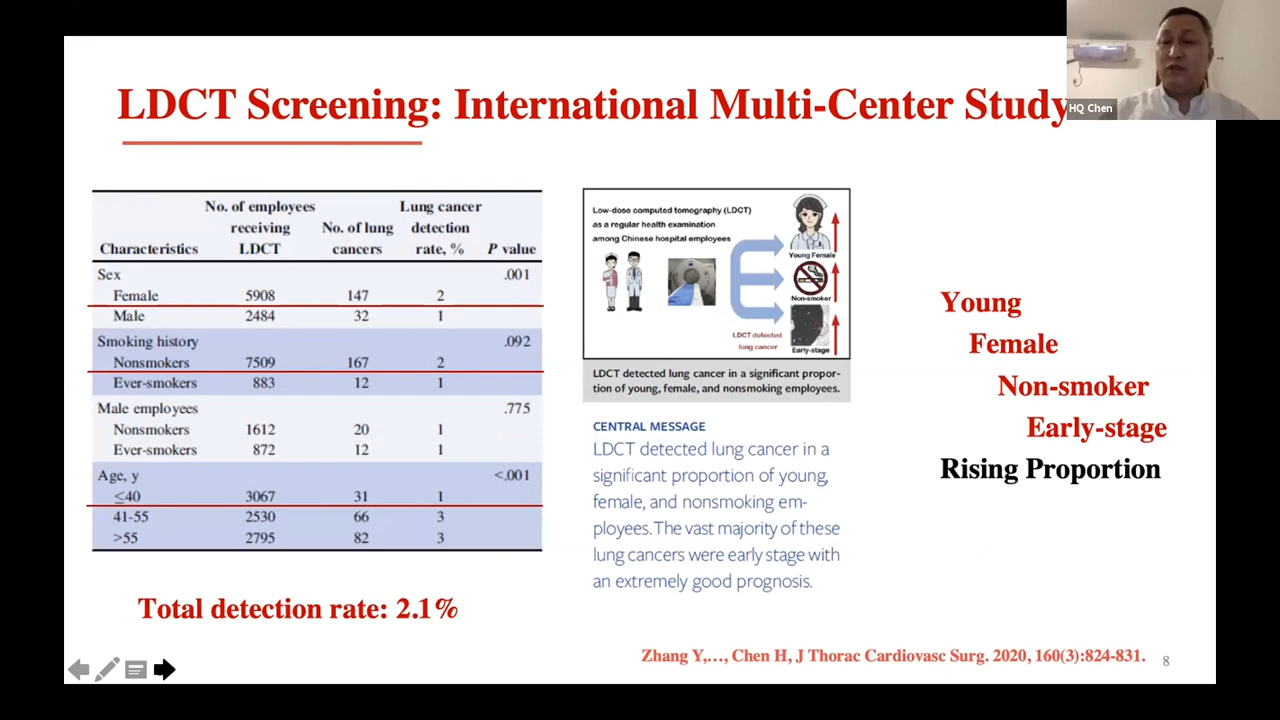 HQ Chen
LDCT Screening: International Multi-Center Study
No. of employees receiving LDCT
No. of lung cancers
Lung cancer detection rate, %
Characteristics
P value
Sex .001
Female 5908 147 2
Male 2484 32 1
Smoking history .092
Nonsmokers 7509 167 2
Ever-smokers 883 12 1
Male employees .775
Nonsmokers 1612 20 1
Ever-smokers 872 12 1
Age, y <.001
≤40 3067 31 1
41-55 2530 66 3
>55 2795 82 3
Total detection rate: 2.1%
Low-dose computed tomography (LDCT)
as a regular health examination
among Chinese hospital employees
Young Female
Non-smoker
LDCT detected
lung cancer
Early-stage
LDCT detected lung cancer in a significant propor-
tion of young, female, and nonsmoking employees.
CENTRAL MESSAGE
LDCT detected lung cancer in a
significant proportion of young,
female, and nonsmoking em-
ployees. The vast majority of these
lung cancers were early stage with
an extremely good prognosis.
Young
Female
Non-smoker
Early-stage
Rising Proportion
Zhang Y,…, Chen H, J Thorac Cardiovasc Surg. 2020, 160(3):824-831.
8